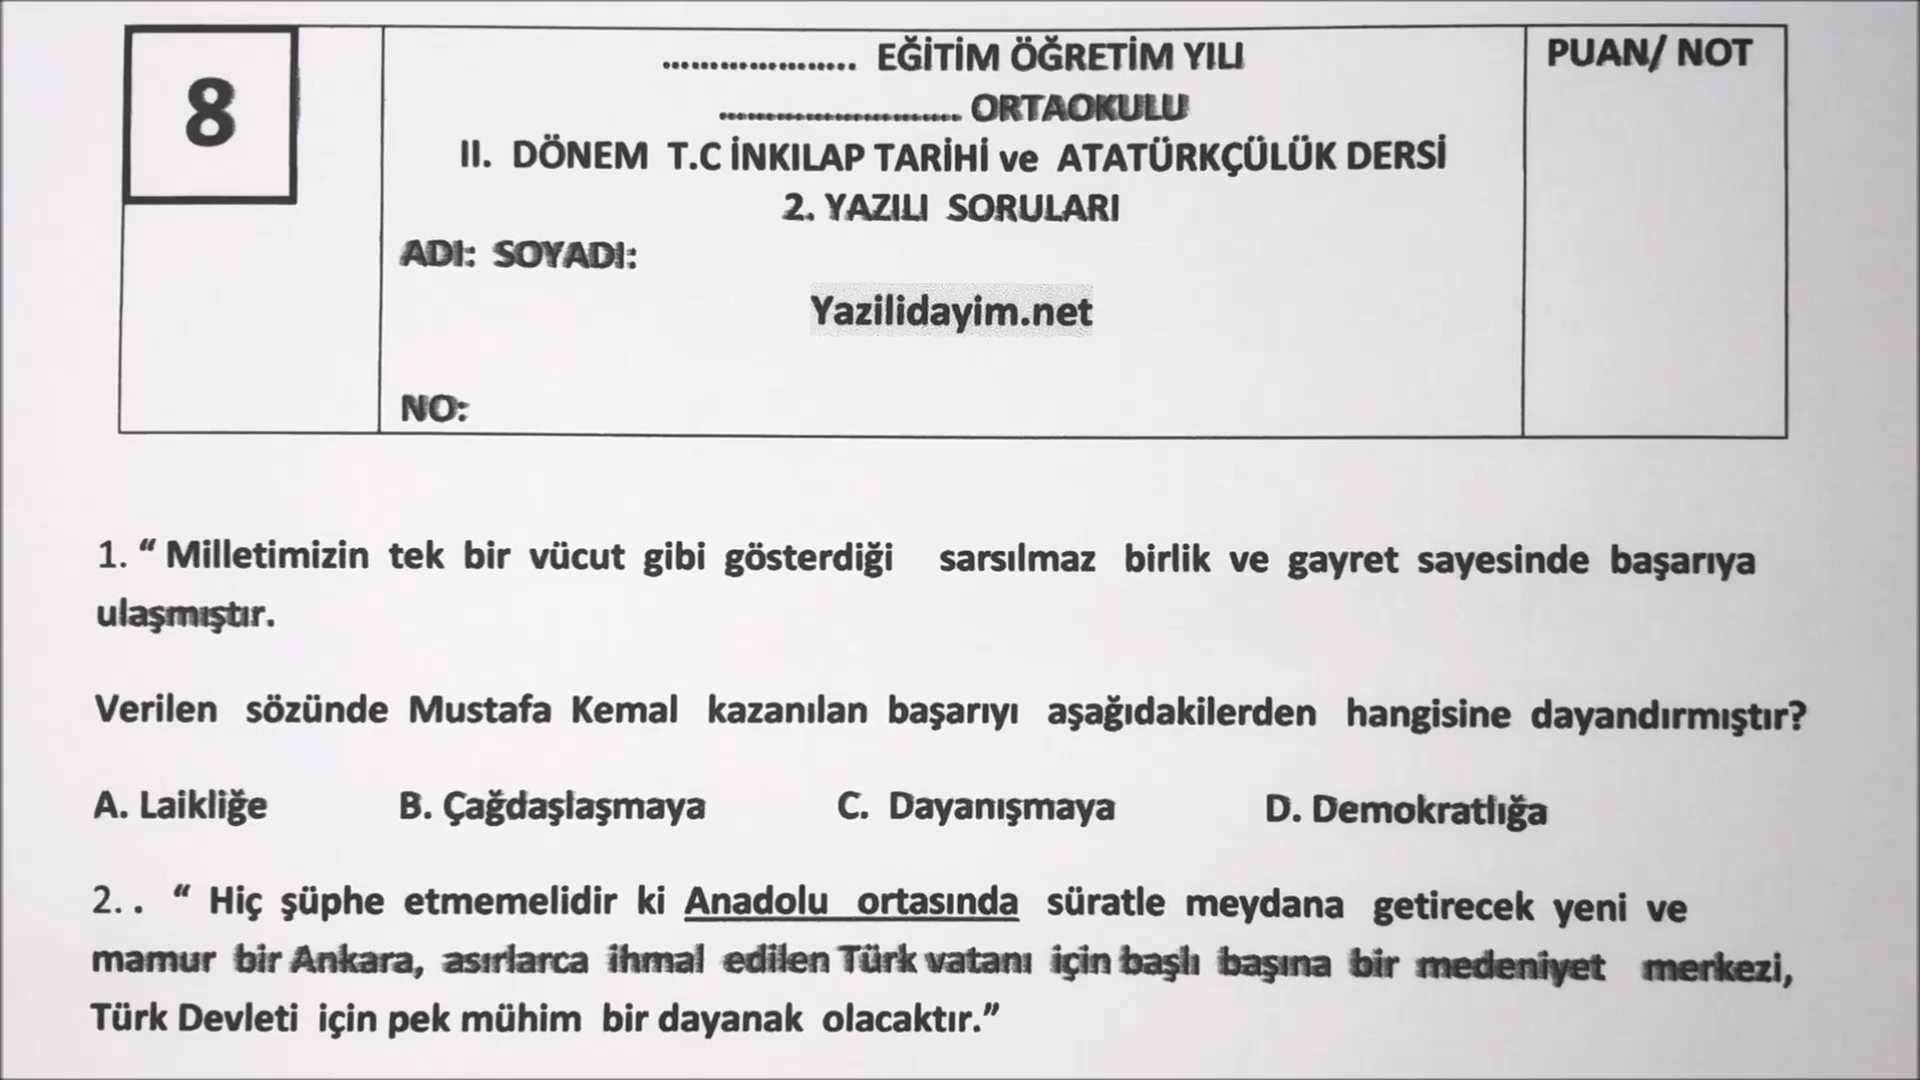 8
.................... EĞİTİM ÖĞRETİM YILI
......................... ORTAOKULU
II. DÖNEM T.C İNKILAP TARİHİ ve ATATÜRKÇÜLÜK DERSİ
2. YAZILI SORULARI
ADI: SOYADI:
Yazilidayim.net
NO:
PUAN/ NOT
1. “ Milletimizin tek bir vücut gibi gösterdiği sarsılmaz birlik ve gayret sayesinde başarıya
ulaşmıştır.
Verilen sözünde Mustafa Kemal kazanılan başarıyı aşağıdakilerden hangisine dayandırmıştır?
A. Laikliğe B. Çağdaşlaşmaya C. Dayanışmaya D. Demokratlığa
2. . “ Hiç şüphe etmemelidir ki Anadolu ortasında süratle meydana getirecek yeni ve
mamur bir Ankara, asırlarca ihmal edilen Türk vatanı için başlı başına bir medeniyet merkezi,
Türk Devleti için pek mühim bir dayanak olacaktır.”